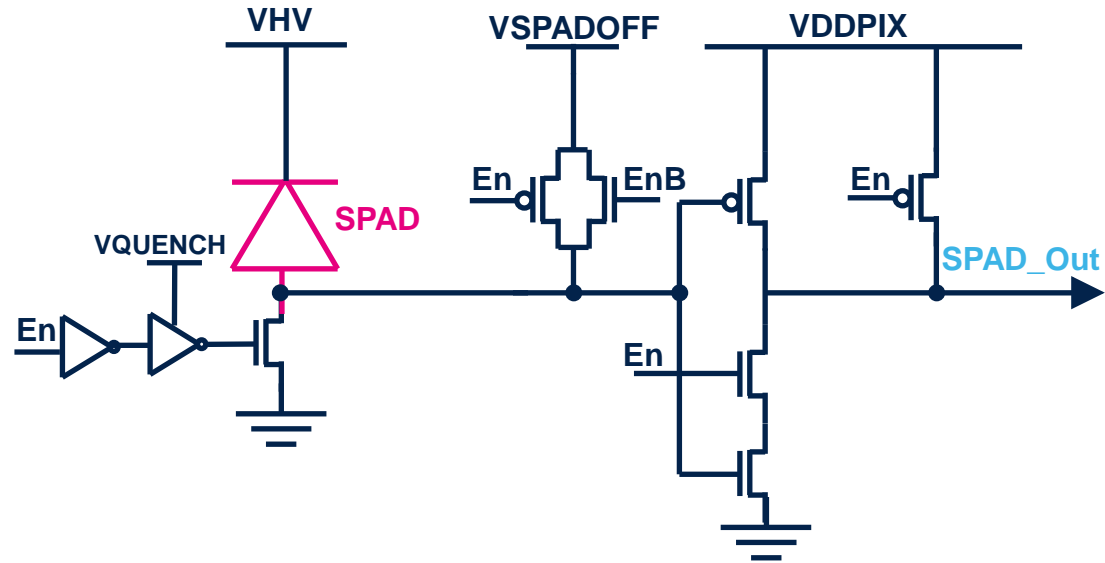 VHV
VSPADOFF
VDDPIX
En
EnB
En
SPAD
VQUENCH
SPAD_Out
En
En